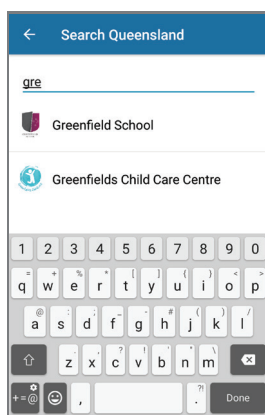 Search Queensland
gre
Greenfield School
Greenfields Child Care Centre
1 2 3 4 5 6 7 8 9 0
= + % * [ ] { } < >
q w e r t y u i o p
@ : ; _ - # ( ) /
a s d f g h j k l
? ! " ' \
z x c v b n m
?!
+=@ , . Done